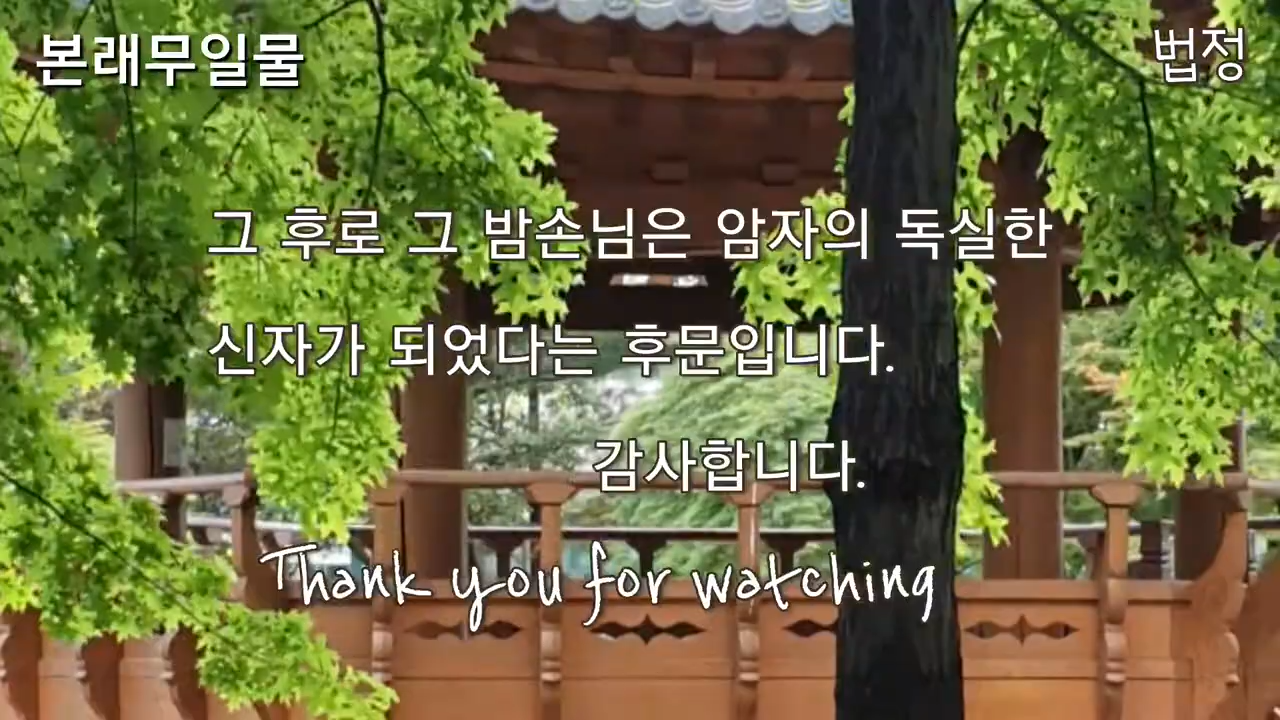 본래무일물
법정
그 후로 그 밤손님은 암자의 독실한
신자가 되었다는 후문입니다.
감사합니다.
Thank you for watching